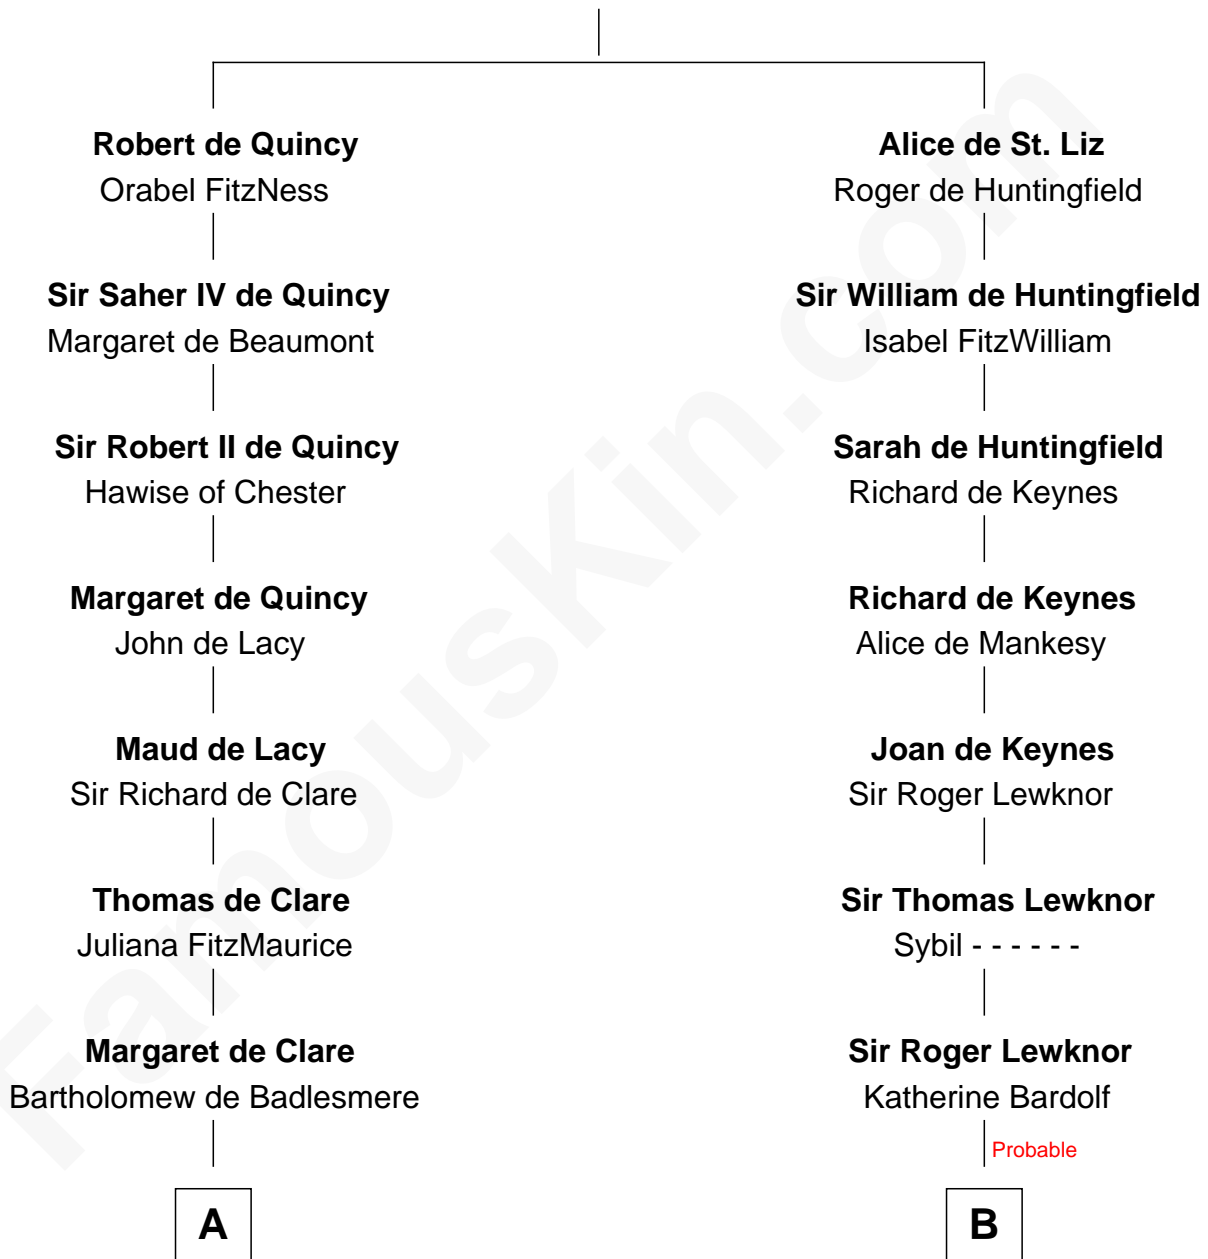 Robert de Quincy
Orabel FitzNess
Sir Saher IV de Quincy
Margaret de Beaumont
Sir Robert II de Quincy
Hawise of Chester
Margaret de Quincy
John de Lacy
Maud de Lacy
Sir Richard de Clare
Thomas de Clare
Juliana FitzMaurice
Margaret de Clare
Bartholomew de Badlesmere
A
Alice de St. Liz
Roger de Huntingfield
Sir William de Huntingfield
Isabel FitzWilliam
Sarah de Huntingfield
Richard de Keynes
Richard de Keynes
Alice de Mankesy
Joan de Keynes
Sir Roger Lewknor
Sir Thomas Lewknor
Sybil - - - - - -
Sir Roger Lewknor
Katherine Bardolf
Probable
B
FamousKin.com